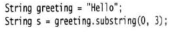 String greeting = "Hello";
String s = greeting.substring(0, 3);